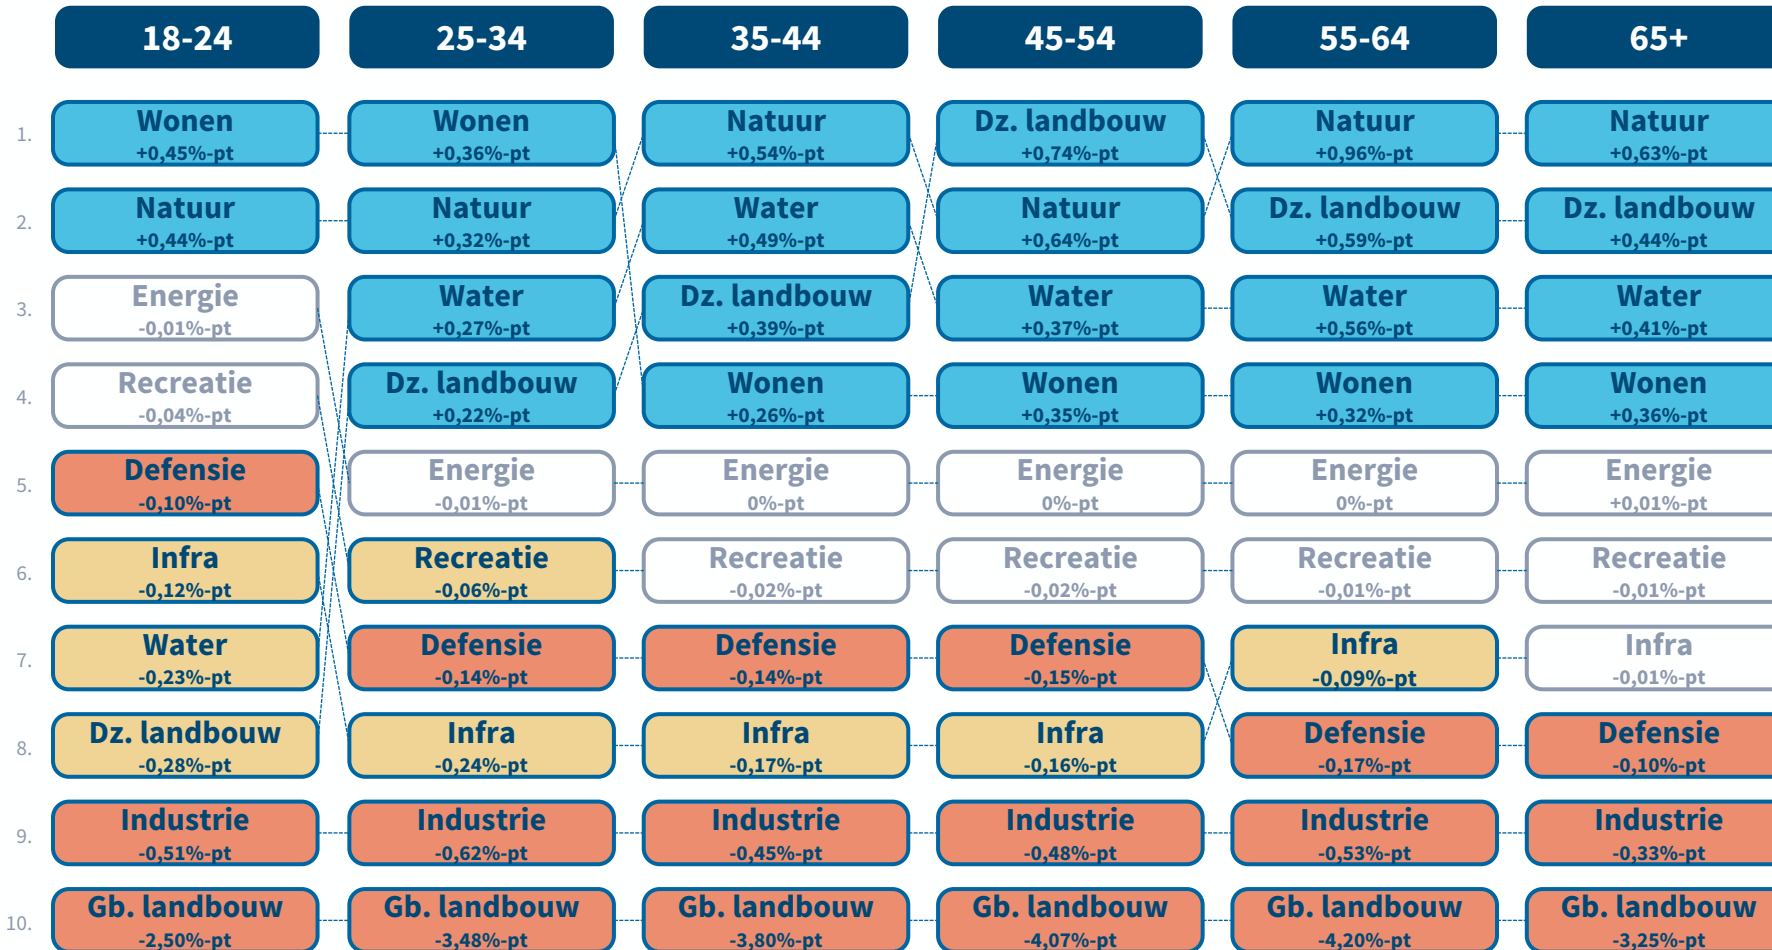 18-24 25-34 35-44 45-54 55-64 65+
1. Wonen Wonen Natuur Dz. landbouw Natuur Natuur
+0,45%-pt +0,36%-pt +0,54%-pt +0,74%-pt +0,96%-pt +0,63%-pt
2. Natuur Natuur Water Natuur Dz. landbouw Dz. landbouw
+0,44%-pt +0,32%-pt +0,49%-pt +0,64%-pt +0,59%-pt +0,44%-pt
3. Energie Water Dz. landbouw Water Water Water
-0,01%-pt +0,27%-pt +0,39%-pt +0,37%-pt +0,56%-pt +0,41%-pt
4. Recreatie Dz. landbouw Wonen Wonen Wonen Wonen
-0,04%-pt +0,22%-pt +0,26%-pt +0,35%-pt +0,32%-pt +0,36%-pt
5. Defensie Energie Energie Energie Energie Energie
-0,10%-pt -0,01%-pt 0%-pt 0%-pt 0%-pt +0,01%-pt
6. Infra Recreatie Recreatie Recreatie Recreatie Recreatie
-0,12%-pt -0,06%-pt -0,02%-pt -0,02%-pt -0,01%-pt -0,01%-pt
7. Water Defensie Defensie Defensie Infra Infra
-0,23%-pt -0,14%-pt -0,14%-pt -0,15%-pt -0,09%-pt -0,01%-pt
8. Dz. landbouw Infra Infra Infra Defensie Defensie
-0,28%-pt -0,24%-pt -0,17%-pt -0,16%-pt -0,17%-pt -0,10%-pt
9. Industrie Industrie Industrie Industrie Industrie Industrie
-0,51%-pt -0,62%-pt -0,45%-pt -0,48%-pt -0,53%-pt -0,33%-pt
10. Gb. landbouw Gb. landbouw Gb. landbouw Gb. landbouw Gb. landbouw Gb. landbouw
-2,50%-pt -3,48%-pt -3,80%-pt -4,07%-pt -4,20%-pt -3,25%-pt